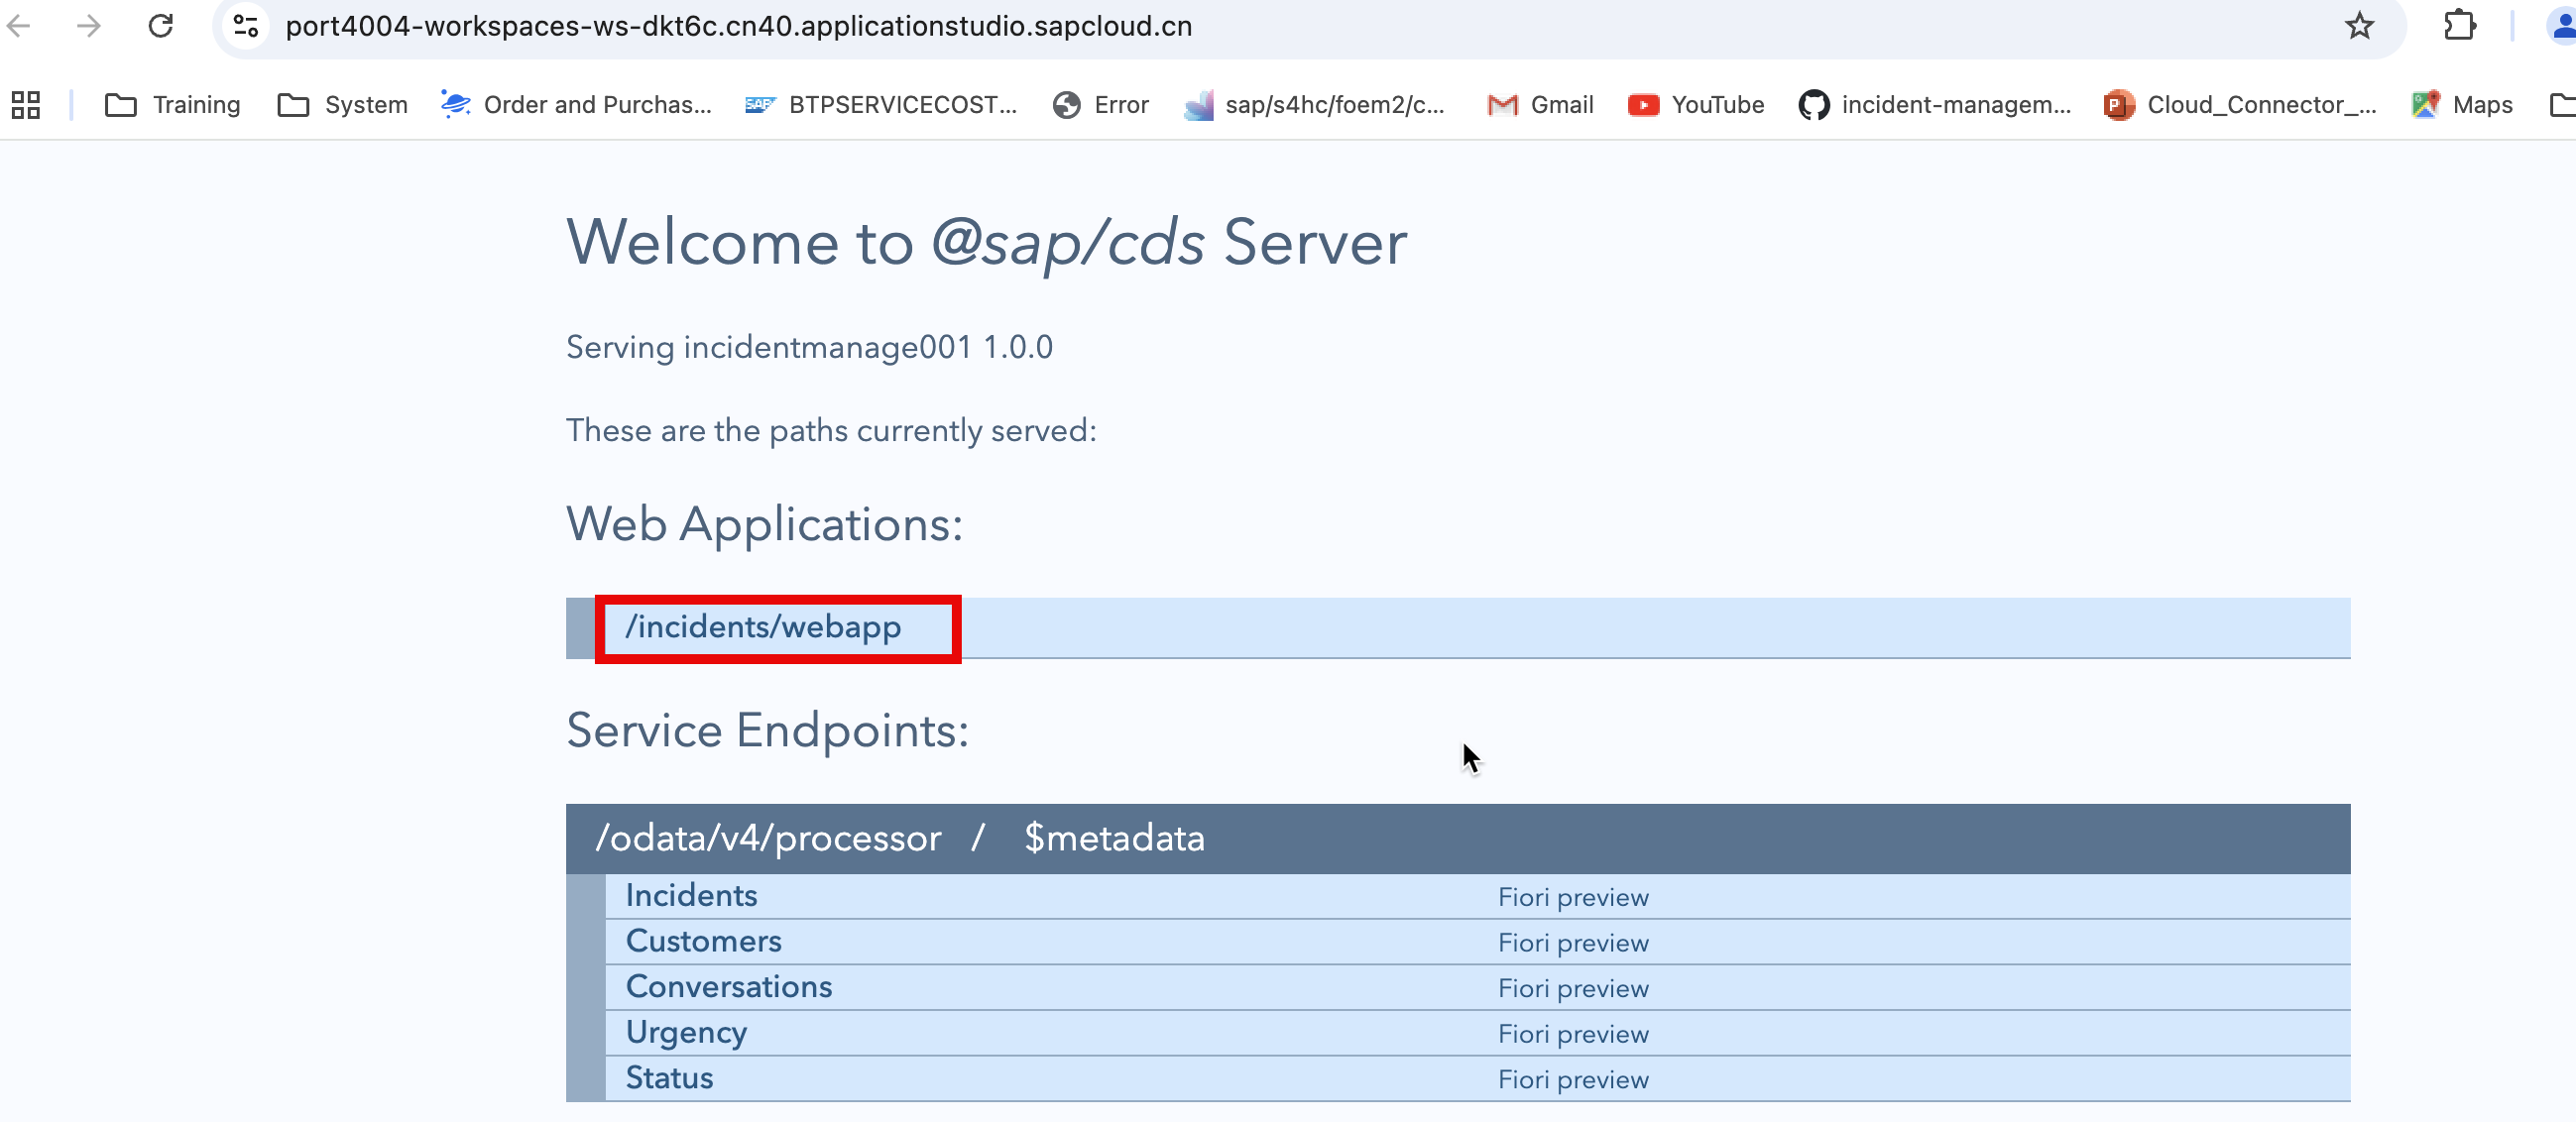 port4004-workspaces-ws-dkt6c.cn40.applicationstudio.sapcloud.cn
Training System Order and Purchas... SAP BTPSERVICECOST... Error sap/s4hc/foem2/c... Gmail YouTube incident-managem... P Cloud_Connector_... Maps
Welcome to @sap/cds Server
Serving incidentmanage001 1.0.0
These are the paths currently served:
Web Applications:
/incidents/webapp
Service Endpoints:
/odata/v4/processor / $metadata
Incidents Fiori preview
Customers Fiori preview
Conversations Fiori preview
Urgency Fiori preview
Status Fiori preview